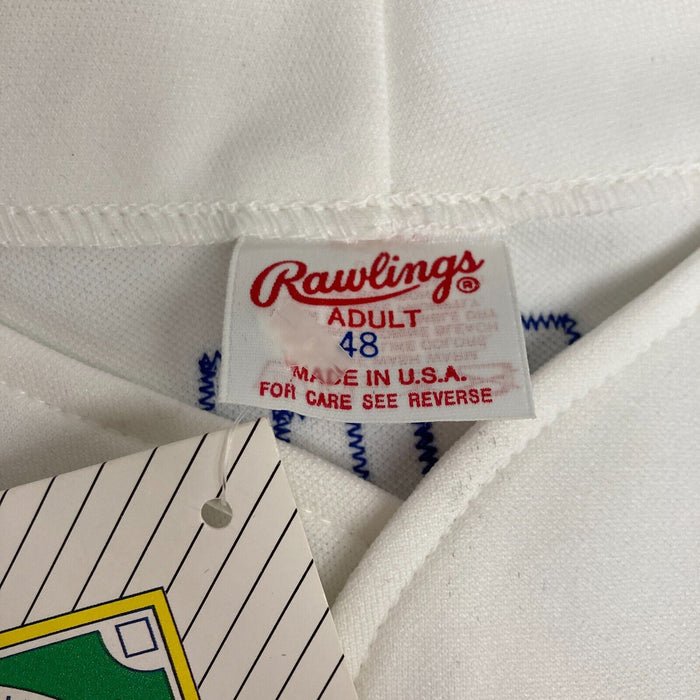 Rawlings®
ADULT
48
MADE IN U.S.A.
FOR CARE SEE REVERSE